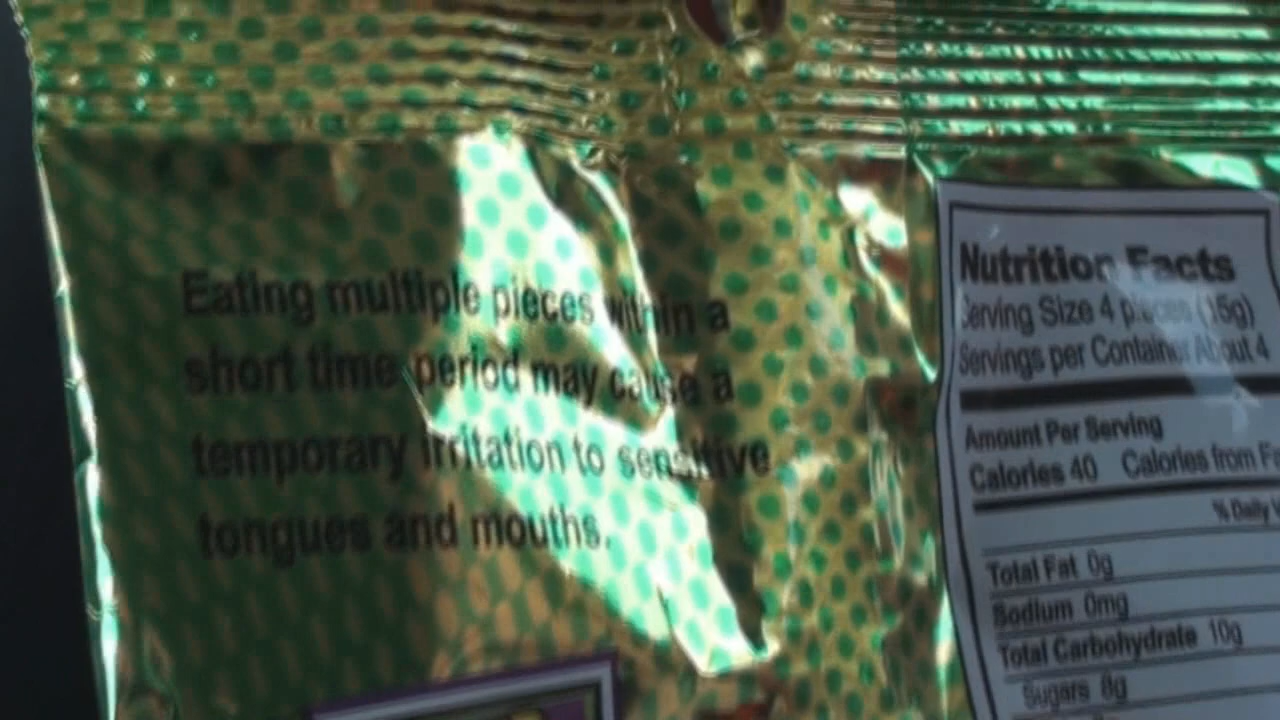 Eating multiple pieces within a
short time period may cause a
temporary irritation to sensitive
tongues and mouths.
Nutrition Facts
Serving Size 4 pieces (15g)
Servings per Container About 4
Amount Per Serving
Calories 40 Calories from
% Daily
Total Fat 0g
Sodium 0mg
Total Carbohydrate 10g
Sugars 8g